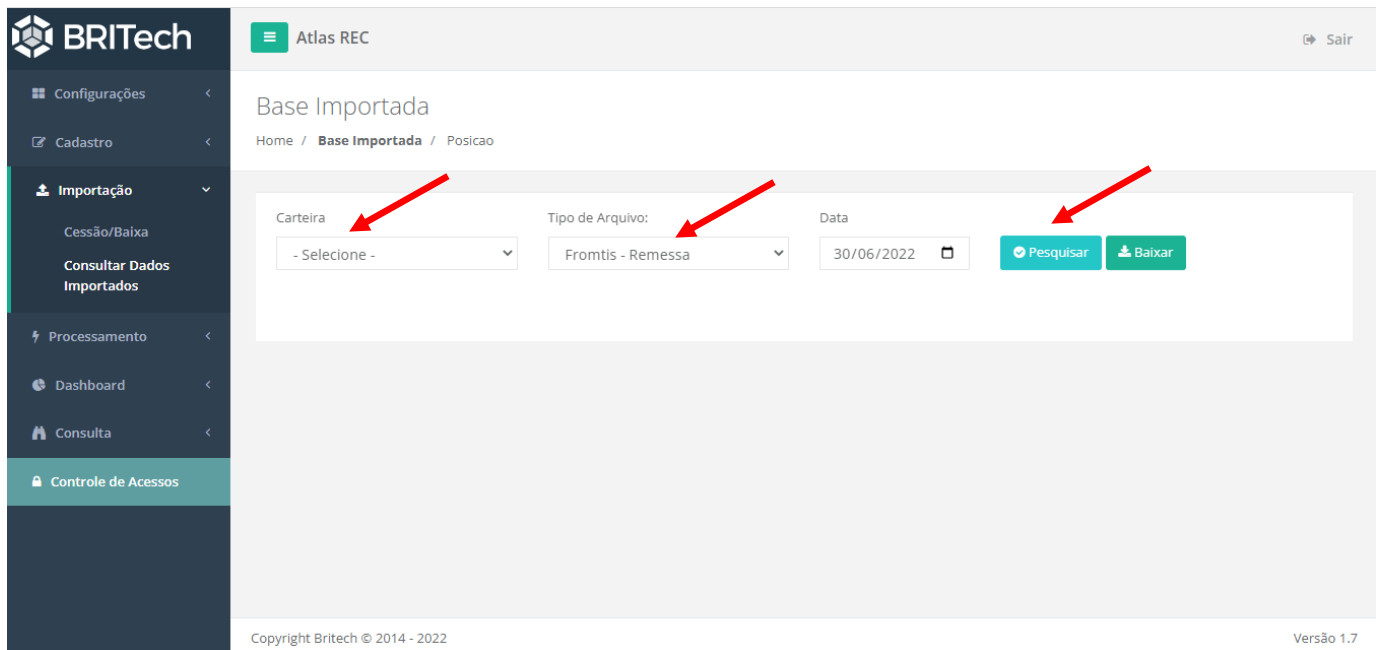 BRITech
Atlas REC
Sair
Configurações
Cadastro
Importação
Cessão/Baixa
Consultar Dados
Importados
Processamento
Dashboard
Consulta
Controle de Acessos
Base Importada
Home / Base Importada / Posicao
Carteira
Tipo de Arquivo:
Data
- Selecione -
Fromtis - Remessa
30/06/2022
Pesquisar
Baixar
Copyright Britech © 2014 - 2022
Versão 1.7